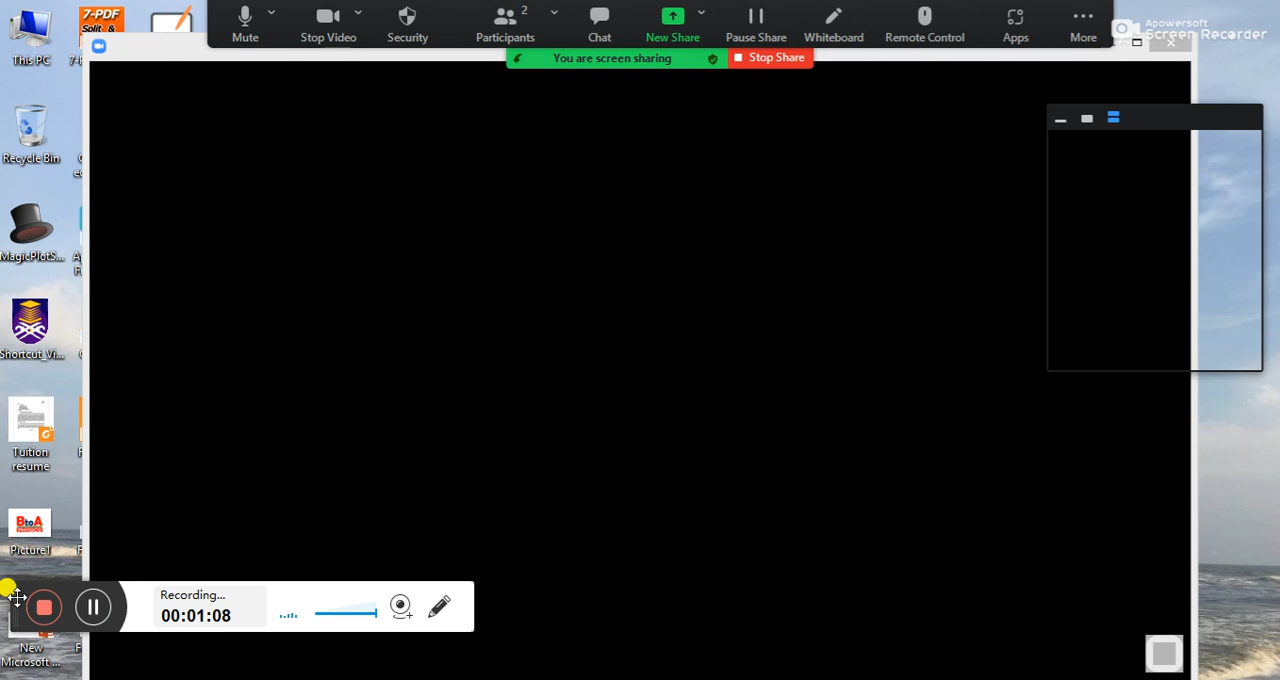 Mute
Stop Video
Security
Participants
2
Chat
New Share
Pause Share
Whiteboard
Remote Control
Apps
More
Apowersoft
Screen Recorder
You are screen sharing
Stop Share
This PC
7-PDF
Split &
Recycle Bin
MagicPlotS...
Shortcut_Vi...
Tuition
resume
BtoA
Picture1
New
Microsoft ...
Recording...
00:01:08